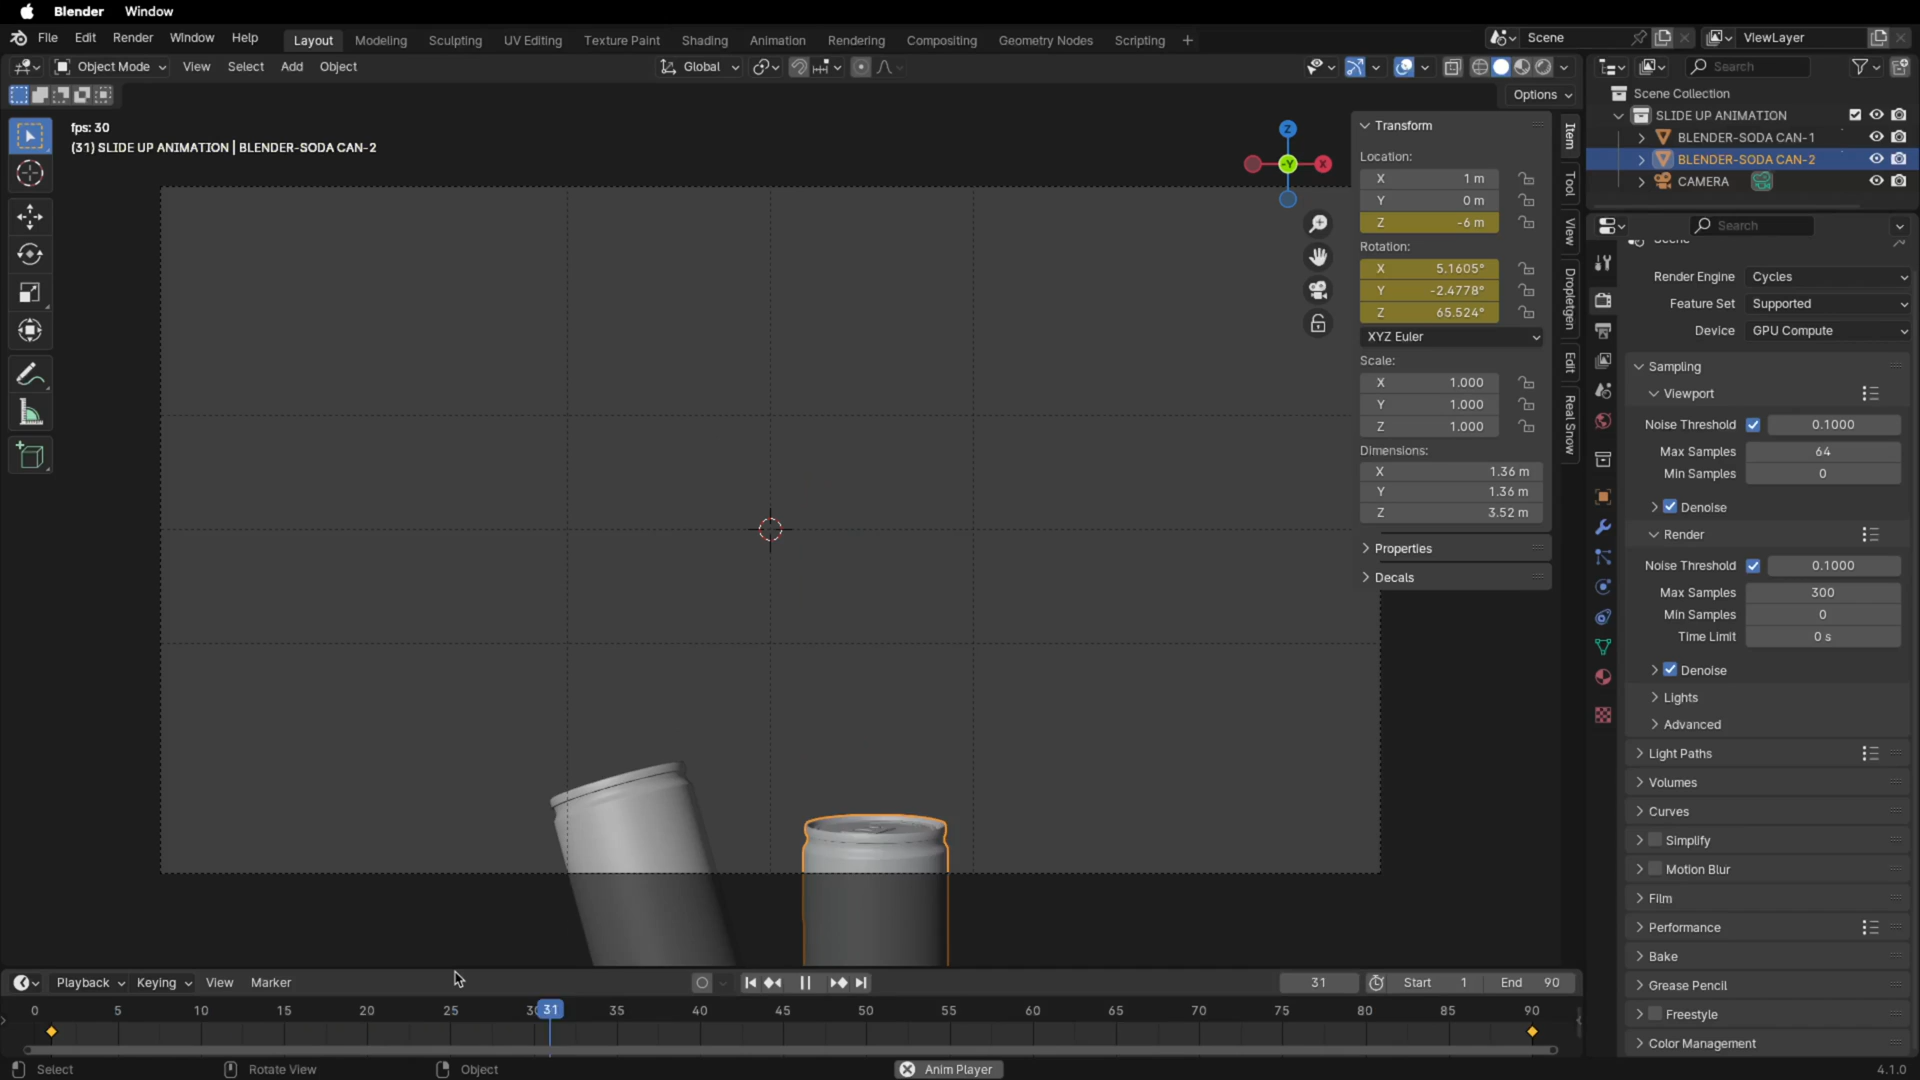 Blender Window
File Edit Render Window Help Layout Modeling Sculpting UV Editing Texture Paint Shading Animation Rendering Compositing Geometry Nodes Scripting + Scene ViewLayer
Object Mode View Select Add Object Global Search
Options
fps: 30
(31) SLIDE UP ANIMATION | BLENDER-SODA CAN-2
Z
-Y
X
Transform
Location:
X 1 m
Y 0 m
Z -6 m
Rotation:
X 5.1605°
Y -2.4778°
Z 65.524°
XYZ Euler
Scale:
X 1.000
Y 1.000
Z 1.000
Dimensions:
X 1.36 m
Y 1.36 m
Z 3.52 m
Properties
Decals
Item
Tool
View
Dropletgen
Edit
Real Snow
Scene Collection
SLIDE UP ANIMATION
BLENDER-SODA CAN-1
BLENDER-SODA CAN-2
CAMERA
Search
Scene
Render Engine Cycles
Feature Set Supported
Device GPU Compute
Sampling
Viewport
Noise Threshold 0.1000
Max Samples 64
Min Samples 0
Denoise
Render
Noise Threshold 0.1000
Max Samples 300
Min Samples 0
Time Limit 0 s
Denoise
Lights
Advanced
Light Paths
Volumes
Curves
Simplify
Motion Blur
Film
Performance
Bake
Grease Pencil
Freestyle
Color Management
Playback Keying View Marker 31 Start 1 End 90
0 5 10 15 20 25 30 31 35 40 45 50 55 60 65 70 75 80 85 90
Select Rotate View Object Anim Player 4.1.0